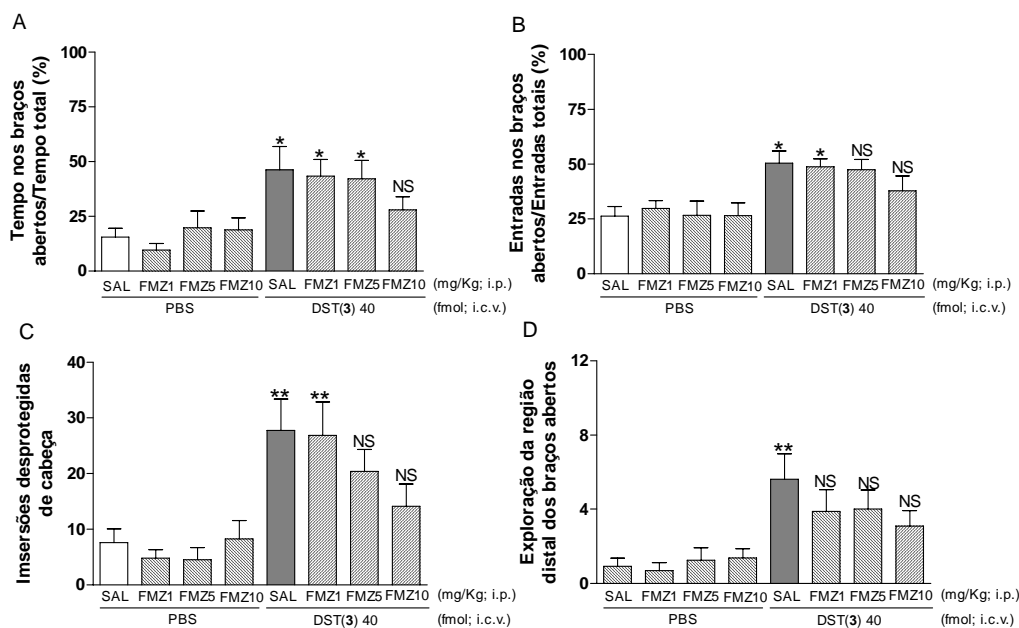 A
Tempo nos braços
abertos/Tempo total (%)
100
75
50
25
0
*
*
*
NS
SAL FMZ1 FMZ5 FMZ10 SAL FMZ1 FMZ5 FMZ10 (mg/Kg; i.p.)
PBS DST(3) 40 (fmol; i.c.v.)
B
Entradas nos braços
abertos/Entradas totais (%)
100
75
50
25
0
*
*
NS
NS
SAL FMZ1 FMZ5 FMZ10 SAL FMZ1 FMZ5 FMZ10 (mg/Kg; i.p.)
PBS DST(3) 40 (fmol; i.c.v.)
C
Imsersões desprotegidas
de cabeça
40
30
20
10
0
**
**
NS
NS
SAL FMZ1 FMZ5 FMZ10 SAL FMZ1 FMZ5 FMZ10 (mg/Kg; i.p.)
PBS DST(3) 40 (fmol; i.c.v.)
D
Exploração da região
distal dos braços abertos
12
8
4
0
**
NS
NS
NS
SAL FMZ1 FMZ5 FMZ10 SAL FMZ1 FMZ5 FMZ10 (mg/Kg; i.p.)
PBS DST(3) 40 (fmol; i.c.v.)